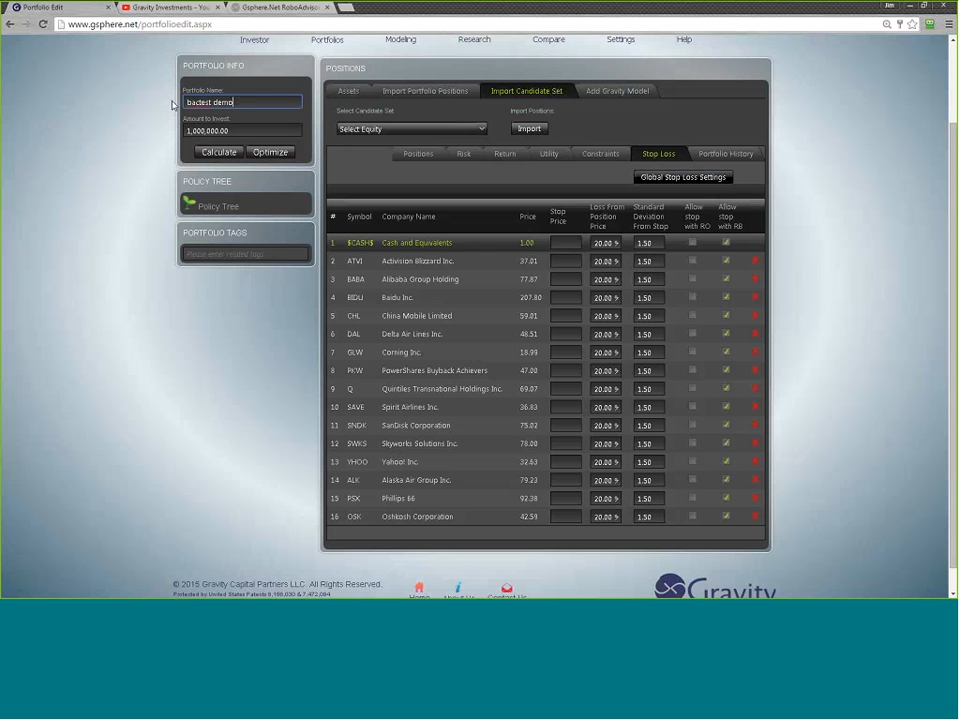 Portfolio Edit
Gravity Investments - You
Gsphere.Net RoboAdvisor
Jim
www.gsphere.net/portfolioedit.aspx
Investor Portfolios Modeling Research Compare Settings Help
PORTFOLIO INFO
Portfolio Name:
bactest demo
Amount to Invest:
1,000,000.00
Calculate Optimize
POLICY TREE
Policy Tree
PORTFOLIO TAGS
Please enter related tags
POSITIONS
Assets Import Portfolio Positions Import Candidate Set Add Gravity Model
Select Candidate Set Import Positions:
Select Equity Import
Positions Risk Return Utility Constraints Stop Loss Portfolio History
Global Stop Loss Settings
# Symbol Company Name Price Stop Price Loss From Position Price Standard Deviation From Stop Allow stop with RO Allow stop with RB
1 $CASH$ Cash and Equivalents 1.00 20.00 % 1.50
2 ATVI Activision Blizzard Inc. 37.01 20.00 % 1.50
3 BABA Alibaba Group Holding 77.87 20.00 % 1.50
4 BIDU Baidu Inc. 207.80 20.00 % 1.50
5 CHL China Mobile Limited 59.01 20.00 % 1.50
6 DAL Delta Air Lines Inc. 48.51 20.00 % 1.50
7 GLW Corning Inc. 18.99 20.00 % 1.50
8 PKW PowerShares Buyback Achievers 47.00 20.00 % 1.50
9 Q Quintiles Transnational Holdings Inc. 69.07 20.00 % 1.50
10 SAVE Spirit Airlines Inc. 36.83 20.00 % 1.50
11 SNDK SanDisk Corporation 75.02 20.00 % 1.50
12 SWKS Skyworks Solutions Inc. 78.00 20.00 % 1.50
13 YHOO Yahoo! Inc. 32.63 20.00 % 1.50
14 ALK Alaska Air Group Inc. 79.23 20.00 % 1.50
15 PSX Phillips 66 92.38 20.00 % 1.50
16 OSK Oshkosh Corporation 42.59 20.00 % 1.50
© 2015 Gravity Capital Partners LLC. All Rights Reserved.
Protected by United States Patents 8,168,030 & 7,472,084
Home About Us Contact Us
Gravity